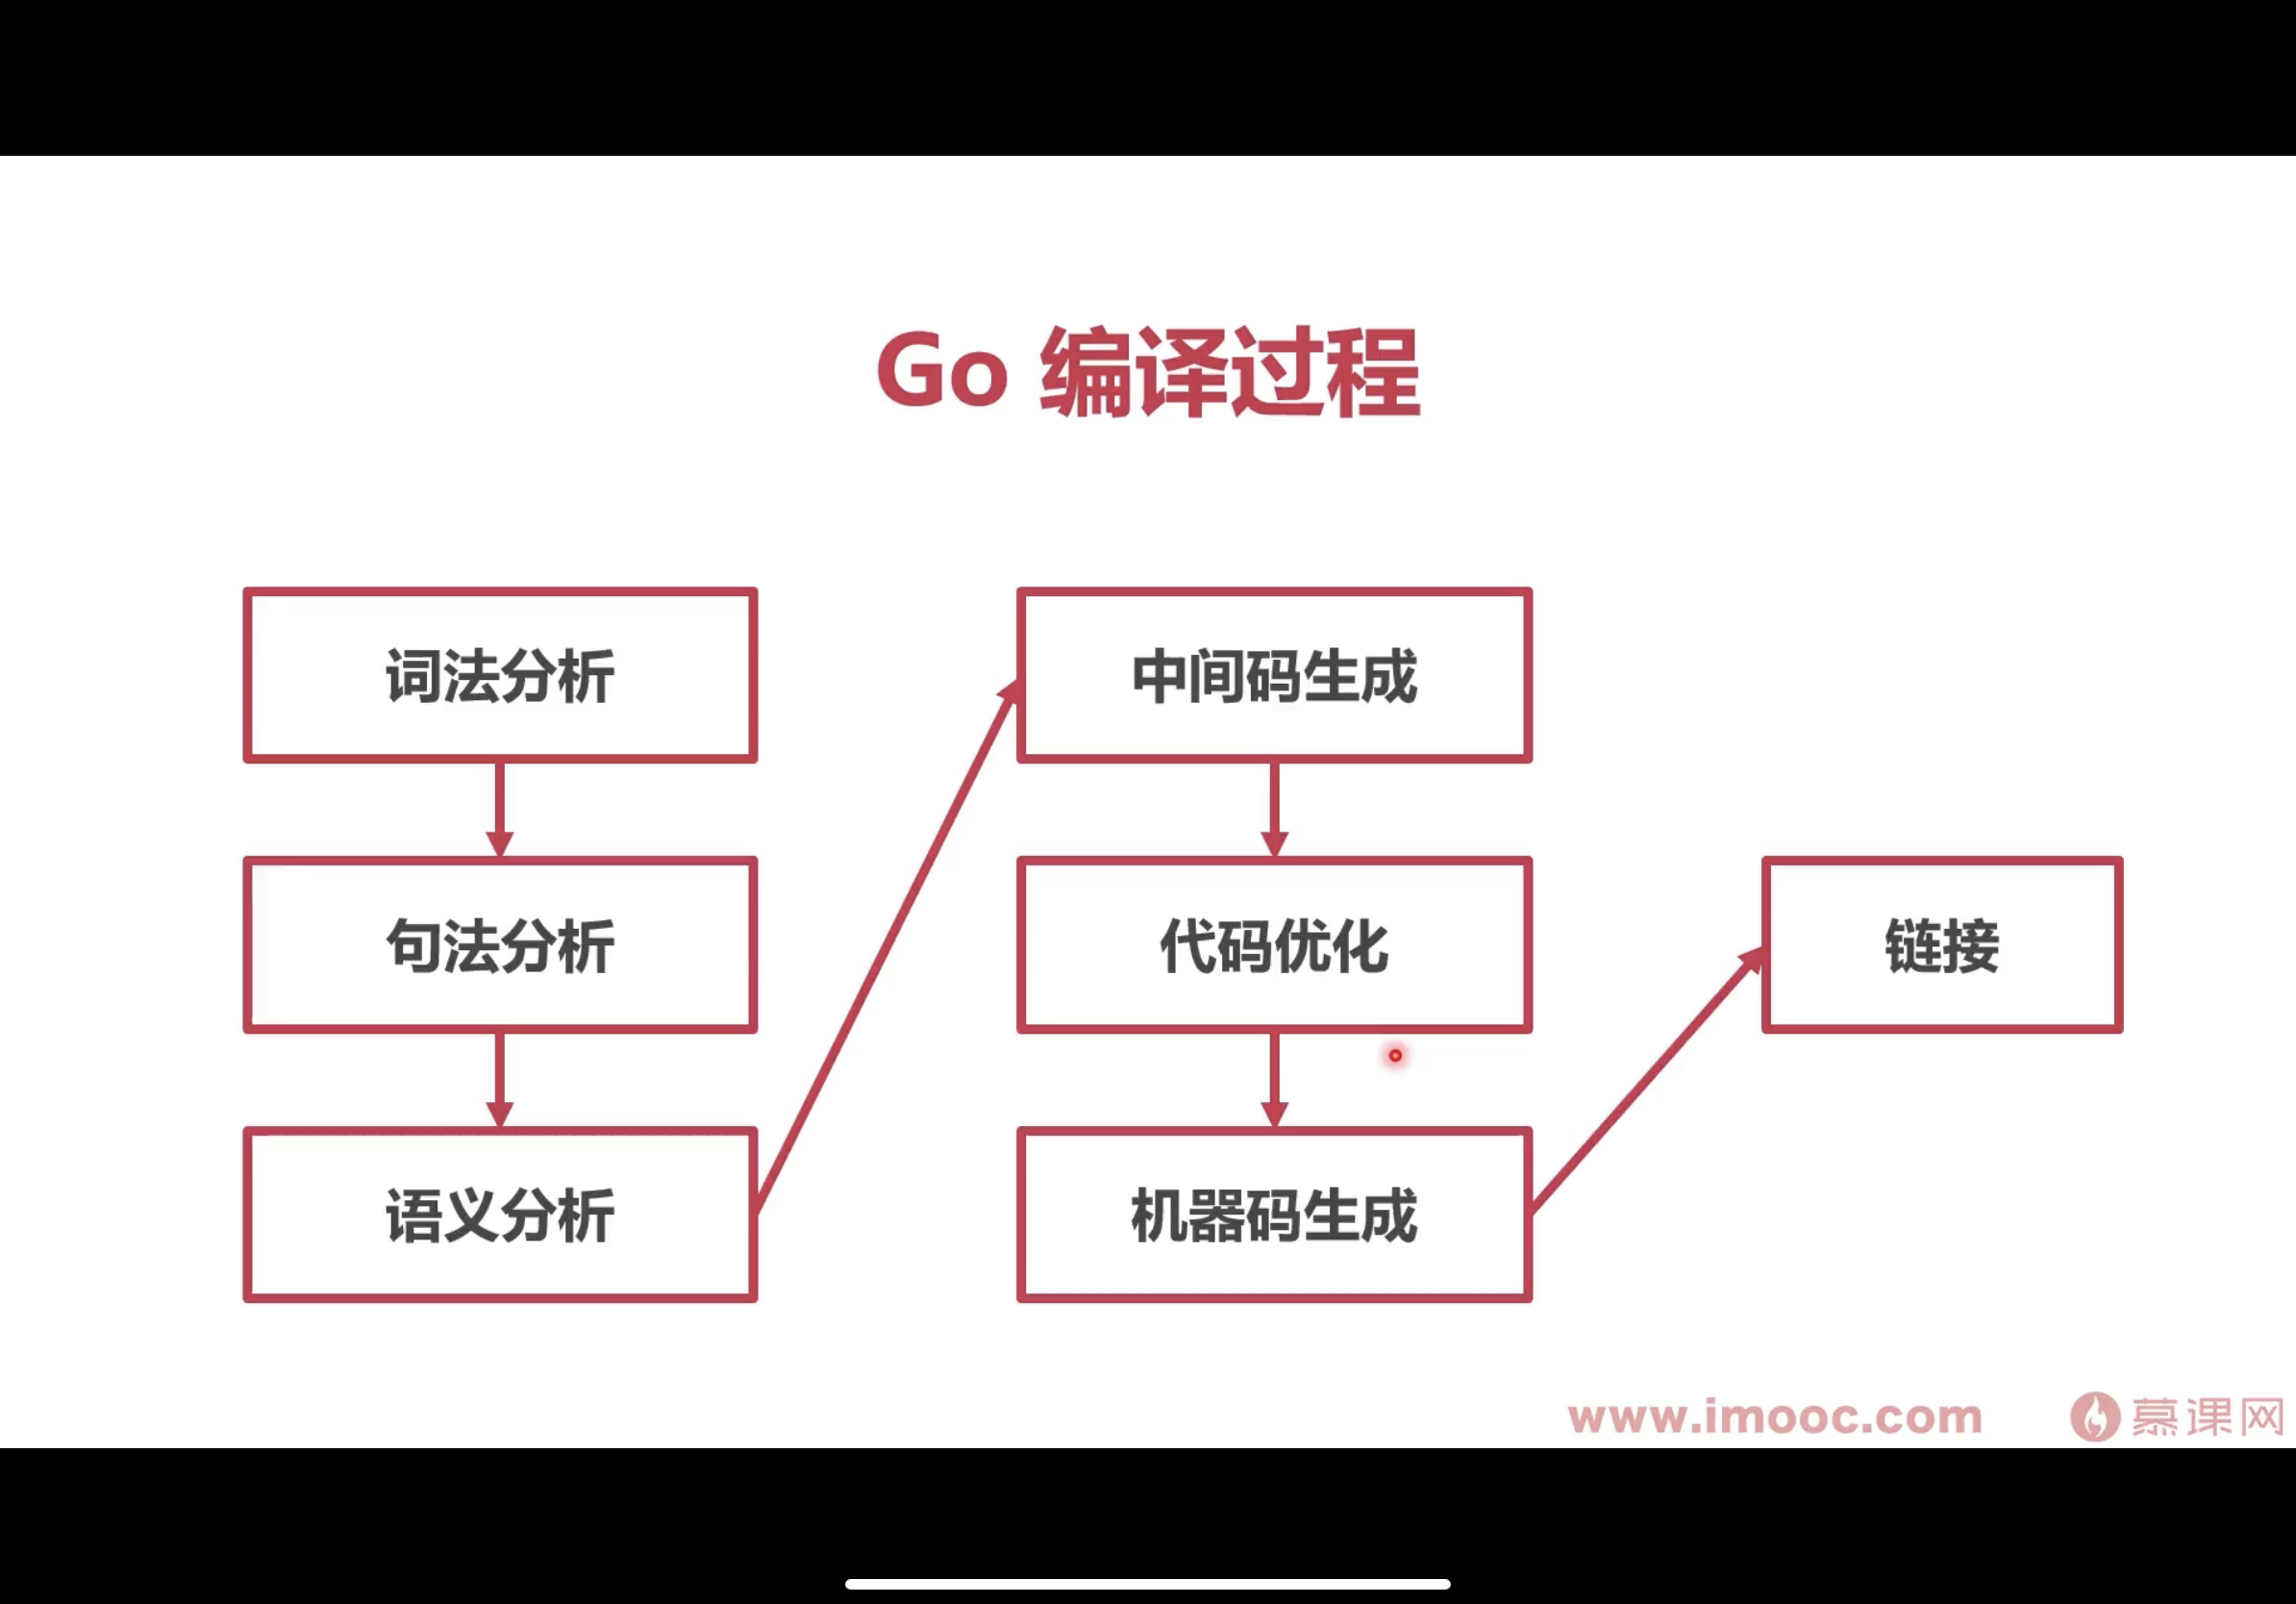 Go 编译过程
词法分析
句法分析
语义分析
中间码生成
代码优化
机器码生成
链接
www.imooc.com 慕课网